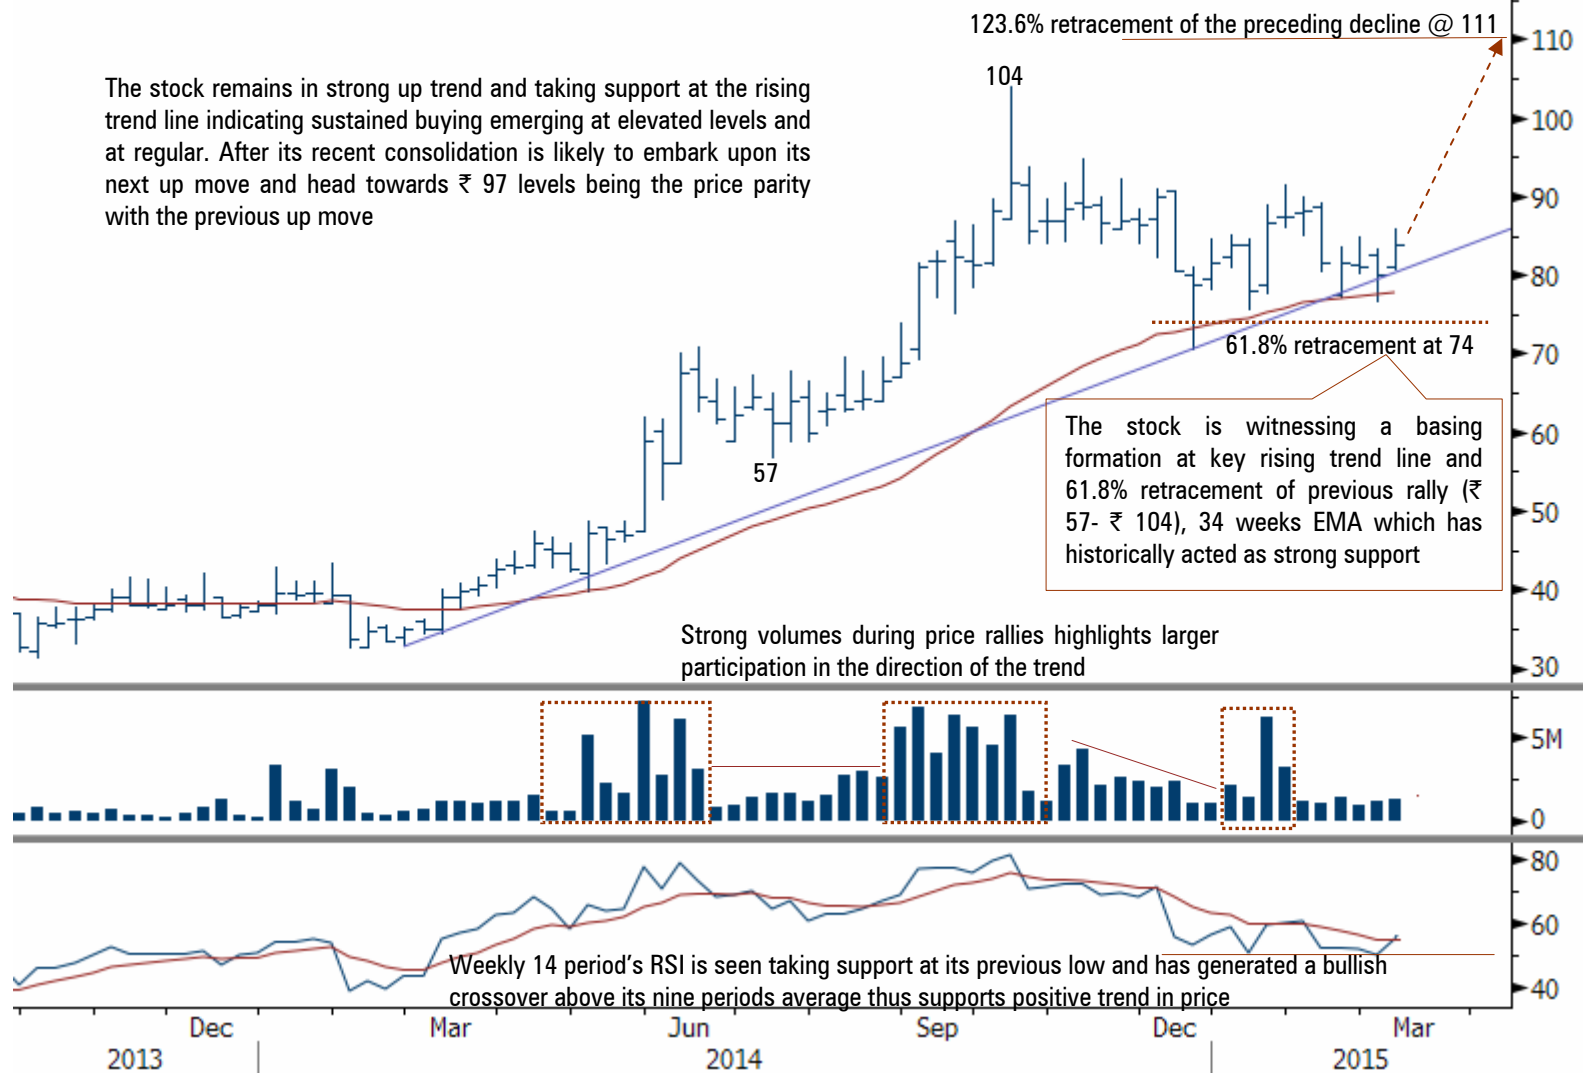 123.6% retracement of the preceding decline @ 111
104
The stock remains in strong up trend and taking support at the rising
trend line indicating sustained buying emerging at elevated levels and
at regular. After its recent consolidation is likely to embark upon its
next up move and head towards ₹ 97 levels being the price parity
with the previous up move
110
100
90
80
70
60
50
40
30
61.8% retracement at 74
The stock is witnessing a basing
formation at key rising trend line and
61.8% retracement of previous rally (₹
57- ₹ 104), 34 weeks EMA which has
historically acted as strong support
57
Strong volumes during price rallies highlights larger
participation in the direction of the trend
5M
0
80
60
40
Weekly 14 period's RSI is seen taking support at its previous low and has generated a bullish
crossover above its nine periods average thus supports positive trend in price
Dec Mar Jun Sep Dec Mar
2013 2014 2015